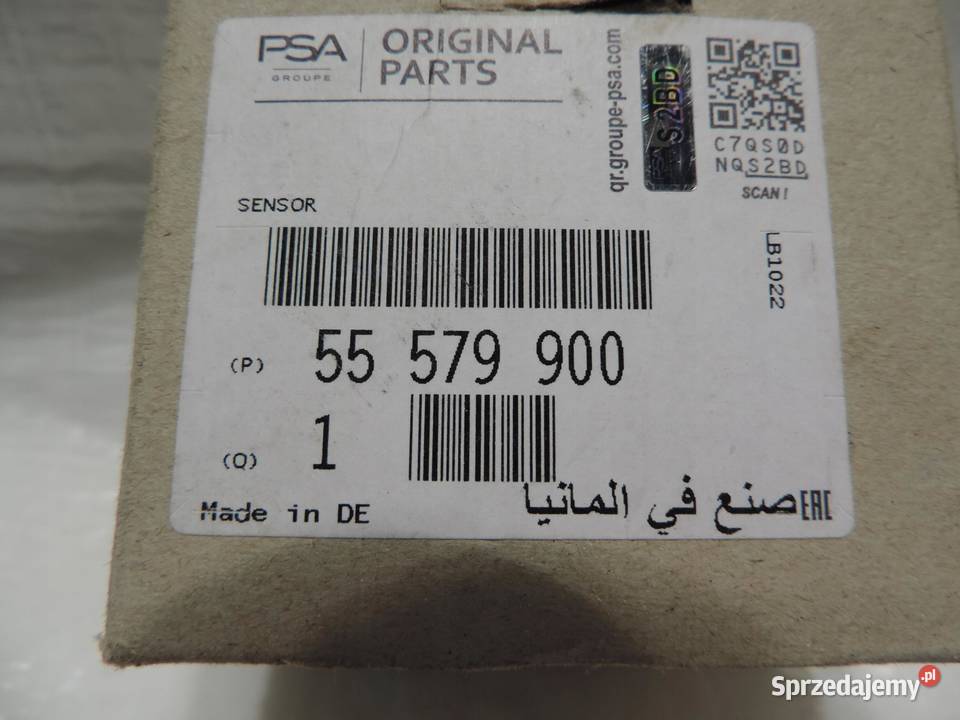 PSA
GROUPE
ORIGINAL
PARTS
qr.groupe-psa.com
PSA S2BD
C7QS0D
NQS2BD
SCAN!
SENSOR
LB1022
(P) 55 579 900
(Q) 1
Made in DE
صنع في المانيا
EAC
Sprzedajemy.pl